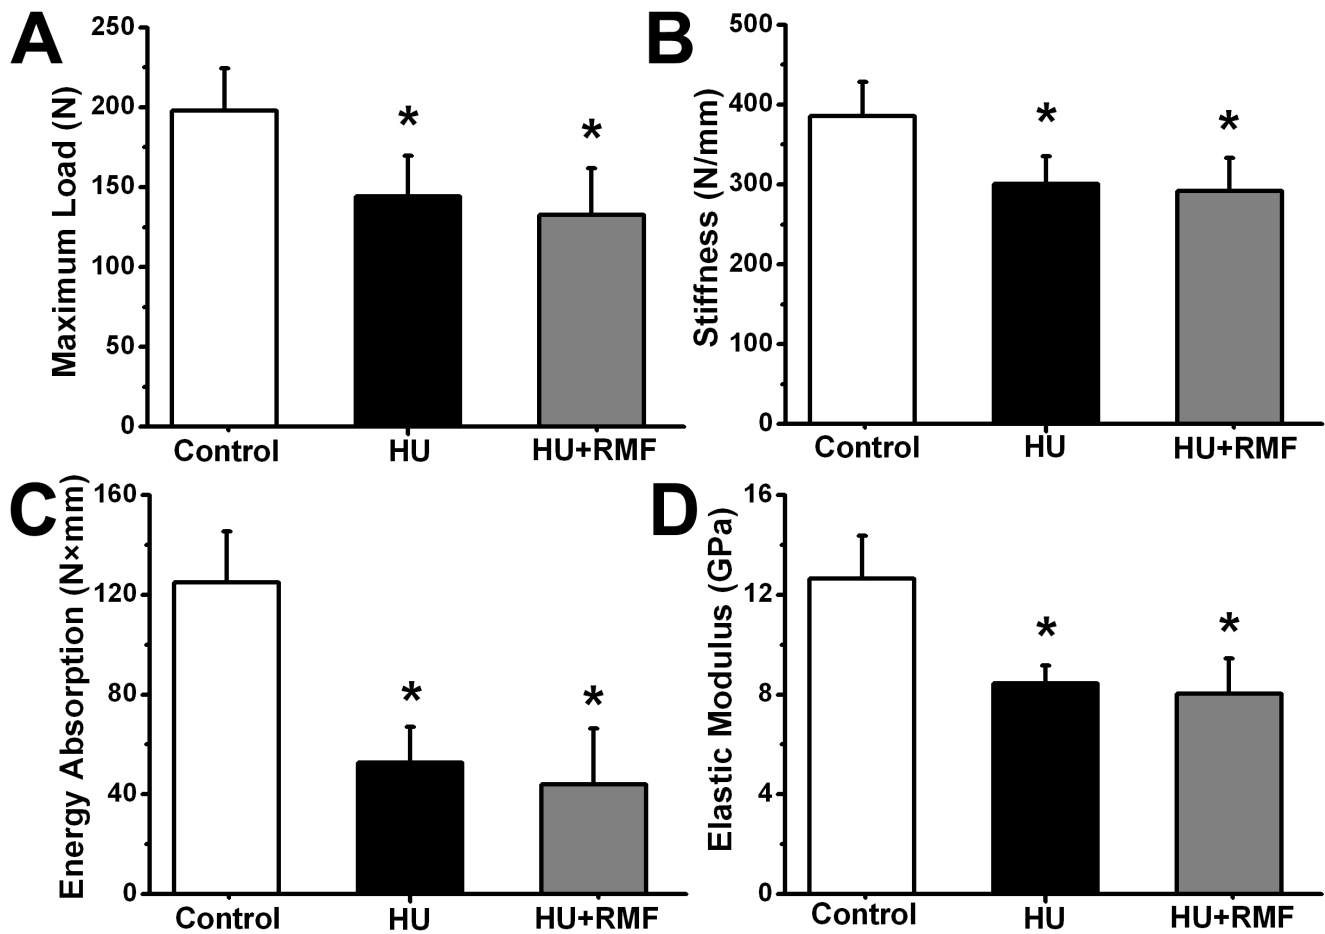 A
Maximum Load (N)
250
200
150
100
50
0
*
*
Control HU HU+RMF
B
Stiffness (N/mm)
500
400
300
200
100
0
*
*
Control HU HU+RMF
C
Energy Absorption (N×mm)
160
120
80
40
0
*
*
Control HU HU+RMF
D
Elastic Modulus (GPa)
16
12
8
4
0
*
*
Control HU HU+RMF